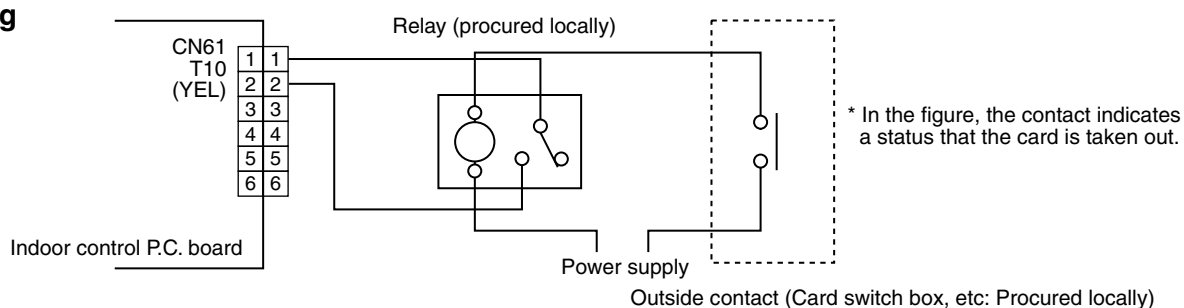 g
Relay (procured locally)
CN61
T10
(YEL)
1 1
2 2
3 3
4 4
5 5
6 6
* In the figure, the contact indicates
a status that the card is taken out.
Indoor control P.C. board
Power supply
Outside contact (Card switch box, etc: Procured locally)